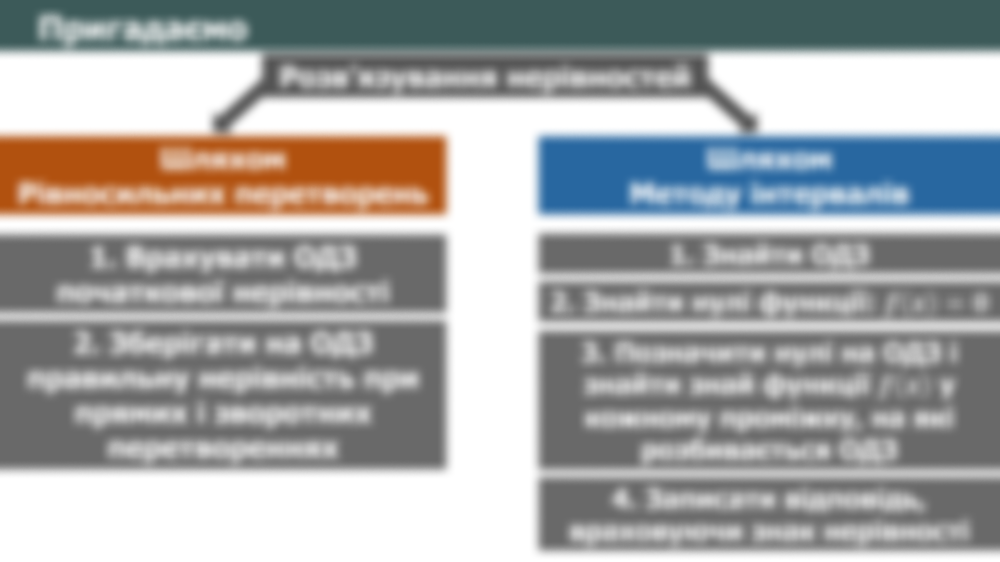 Пригадаємо
Розв'язування нерівностей
Шляхом
Рівносильних перетворень
1. Врахувати ОДЗ
початкової нерівності
2. Зберігати на ОДЗ
правильну нерівність при
прямих і зворотних
перетвореннях
Шляхом
Методу інтервалів
1. Знайти ОДЗ
2. Знайти нулі функції: f(x) = 0
3. Позначити нулі на ОДЗ і
знайти знай функції f(x) у
кожному проміжку, на які
розбивається ОДЗ
4. Записати відповідь,
враховуючи знак нерівності